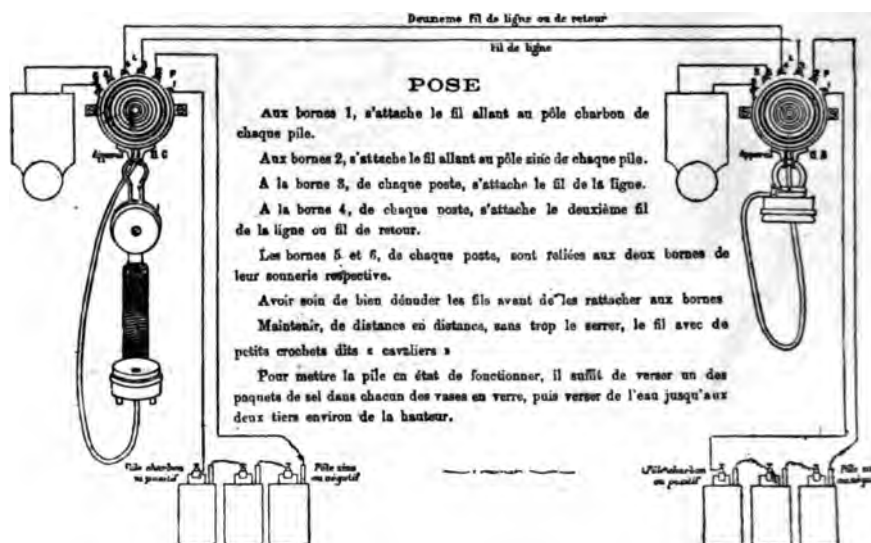 Deuxneme fil de ligne ou de retour
Fil de ligne
POSE
Aux bornes 1, s'attache le fil allant au pôle charbon de
chaque pile.
Aux bornes 2, s'attache le fil allant au pôle zinc de chaque pile.
A la borne 3, de chaque poste, s'attache le fil de la ligne.
A la borne 4, de chaque poste, s'attache le deuxième fil
de la ligne ou fil de retour.
Les bornes 5 et 6, de chaque poste, sont reliées aux deux bornes de
leur sonnerie respective.
Avoir soin de bien dénuder les fils avant de les rattacher aux bornes
Maintenir, de distance en distance, sans trop le serrer, le fil avec de
petits crochets dits « cavaliers »
Pour mettre la pile en état de fonctionner, il suffit de verser un des
paquets de sel dans chacun des vases en verre, puis verser de l'eau jusqu'aux
deux tiers environ de la hauteur.
Appareil
Appareil
Pôle charbon
ou positif
Pôle zinc
ou négatif
Pôle charbon
ou positif
Pôle